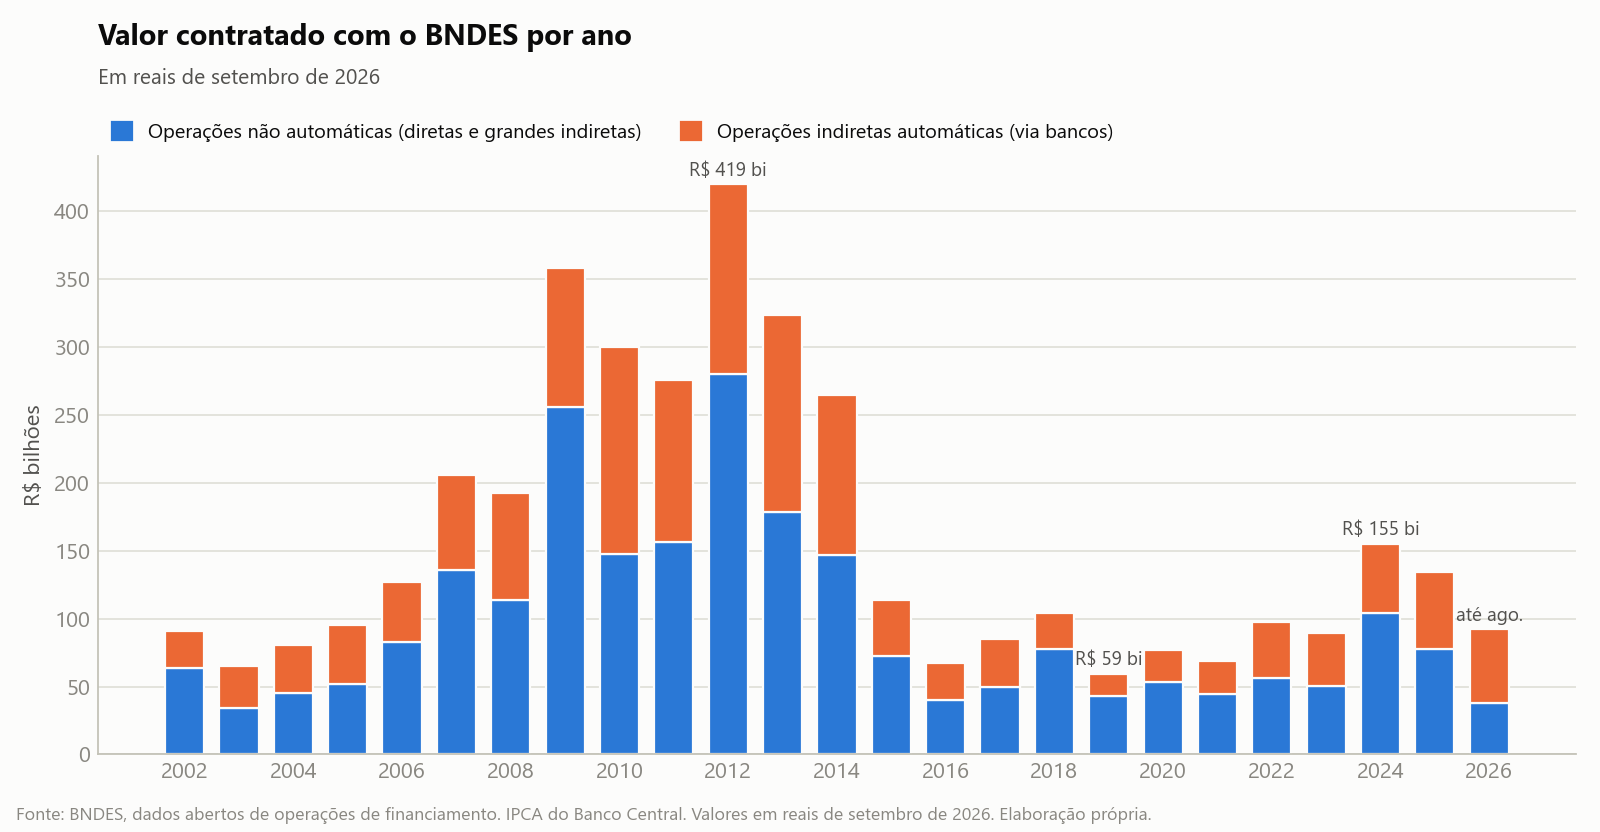 Valor contratado com o BNDES por ano
Em reais de setembro de 2026
Operações não automáticas (diretas e grandes indiretas)
Operações indiretas automáticas (via bancos)
R$ 419 bi
400
350
300
250
200
150
100
50
0
R$ bilhões
R$ 59 bi
R$ 155 bi
até ago.
2002
2004
2006
2008
2010
2012
2014
2016
2018
2020
2022
2024
2026
Fonte: BNDES, dados abertos de operações de financiamento. IPCA do Banco Central. Valores em reais de setembro de 2026. Elaboração própria.